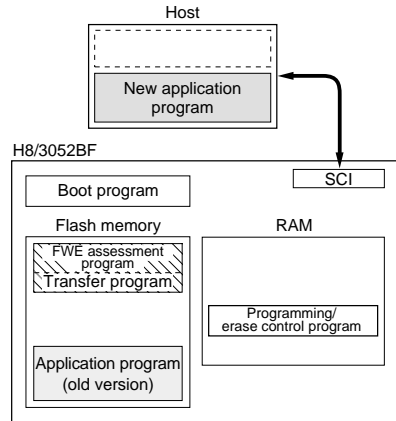 Host
New application
program
H8/3052BF
SCI
Boot program
Flash memory
RAM
FWE assessment
program
Transfer program
Programming/
erase control program
Application program
(old version)